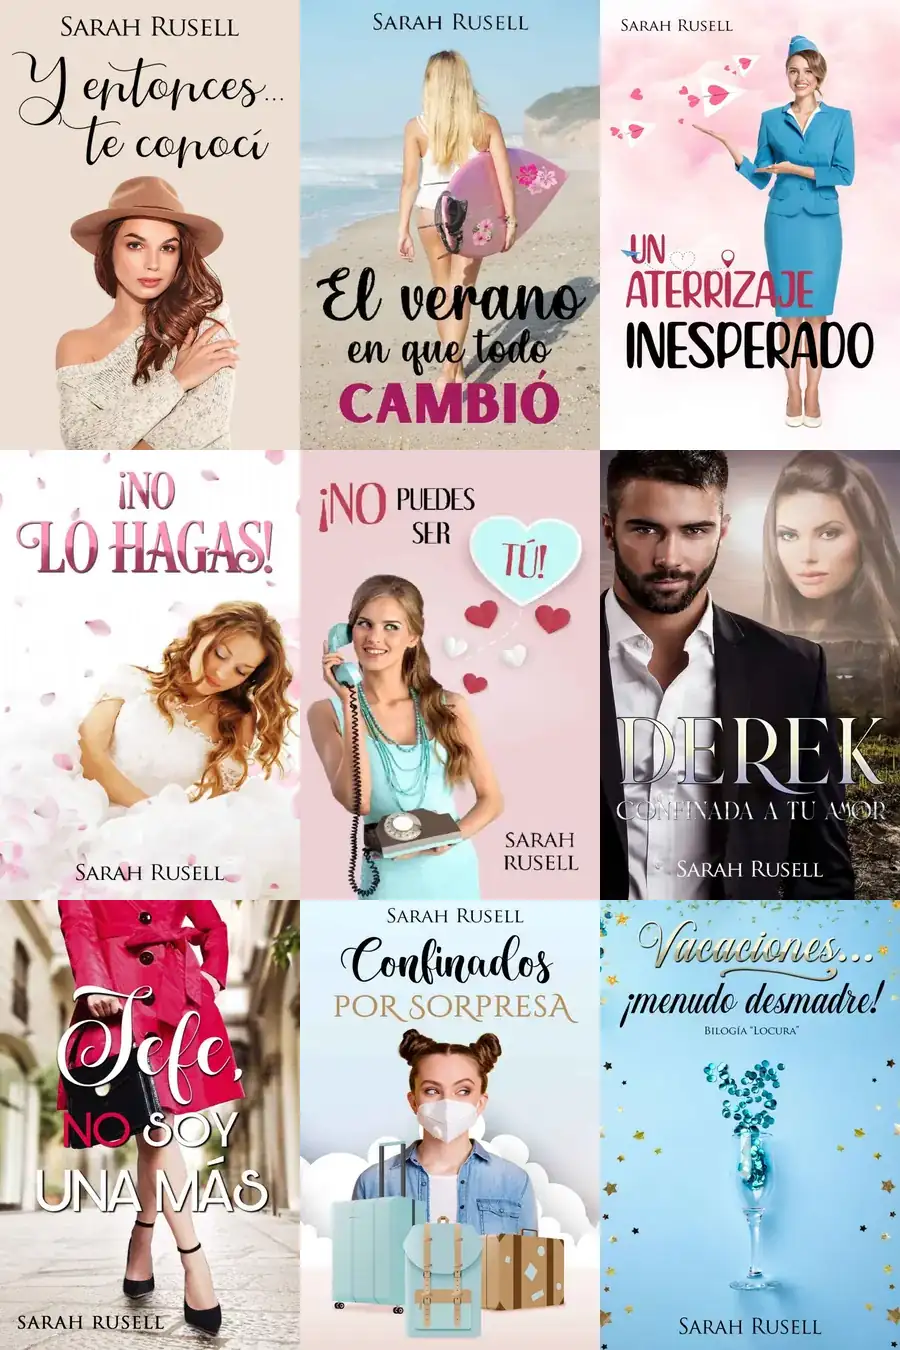 SARAH RUSELL
Y entonces...
te conocí
SARAH RUSELL
El verano
en que todo
CAMBIÓ
SARAH RUSELL
UN
ATERRIZAJE
INESPERADO
¡NO
LO HAGAS!
SARAH RUSELL
¡NO PUEDES
SER
TÚ!
SARAH
RUSELL
DEREK
CONFINADA A TU AMOR
SARAH RUSELL
Jefe,
NO SOY
UNA MÁS
SARAH RUSELL
SARAH RUSELL
Confinados
POR SORPRESA
Vacaciones...
¡menudo desmadre!
BILOGÍA "LOCURA"
SARAH RUSELL